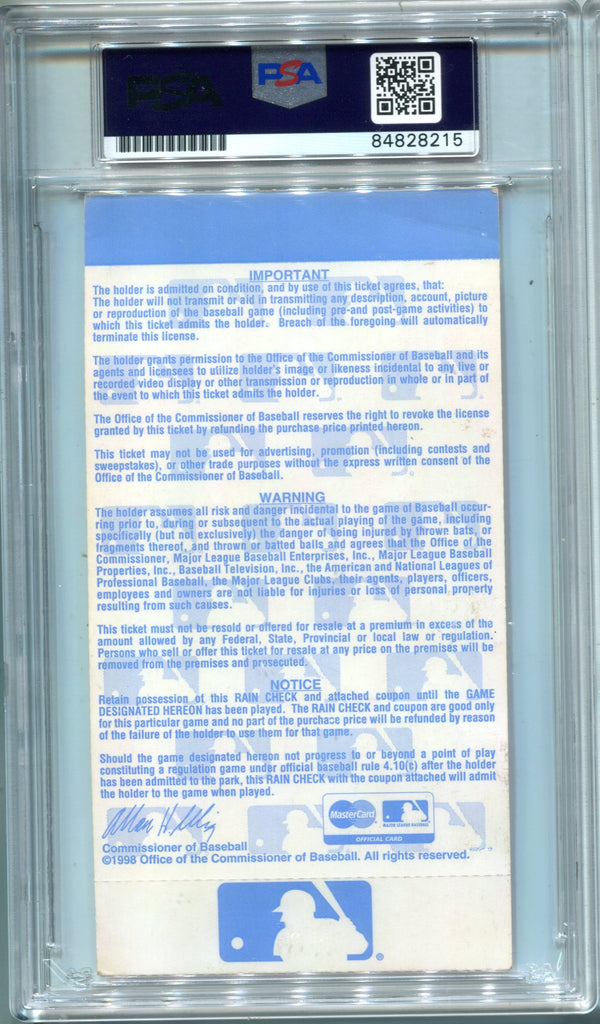 PSA
PSA
84828215
IMPORTANT
The holder is admitted on condition, and by use of this ticket agrees, that:
The holder will not transmit or aid in transmitting any description, account, picture
or reproduction of the baseball game (including pre-and post-game activities) to
which this ticket admits the holder. Breach of the foregoing will automatically
terminate this license.
The holder grants permission to the Office of the Commissioner of Baseball and its
agents and licensees to utilize holder's image or likeness incidental to any live or
recorded video display or other transmission or reproduction in whole or in part of
the event to which this ticket admits the holder.
The Office of the Commissioner of Baseball reserves the right to revoke the license
granted by this ticket by refunding the purchase price printed hereon.
This ticket may not be used for advertising, promotion (including contests and
sweepstakes), or other trade purposes without the express written consent of the
Office of the Commissioner of Baseball.
WARNING
The holder assumes all risk and danger incidental to the game of Baseball occur-
ring prior to, during or subsequent to the actual playing of the game, including
specifically (but not exclusively) the danger of being injured by thrown bats, or
fragments thereof, and thrown or batted balls and agrees that the Office of the
Commissioner, Major League Baseball Enterprises, Inc., Major League Baseball
Properties, Inc., Baseball Television, Inc., the American and National Leagues of
Professional Baseball, the Major League Clubs, their agents, players, officers,
employees and owners are not liable for injuries or loss of personal property
resulting from such causes.
This ticket must not be resold or offered for resale at a premium in excess of the
amount allowed by any Federal, State, Provincial or local law or regulation.
Persons who sell or offer this ticket for resale at any price on the premises will be
removed from the premises and prosecuted.
NOTICE
Retain possession of this RAIN CHECK and attached coupon until the GAME
DESIGNATED HEREON has been played. The RAIN CHECK and coupon are good only
for this particular game and no part of the purchase price will be refunded by reason
of the failure of the holder to use them for that game.
Should the game designated herein not progress to or beyond a point of play
constituting a regulation game under official baseball rule 4.10(c) after the holder
has been admitted to the park, this RAIN CHECK with the coupon attached will admit
the holder to the game when played.
MasterCard
MAJOR LEAGUE BASEBALL
OFFICIAL CARD
Commissioner of Baseball
©1998 Office of the Commissioner of Baseball. All rights reserved.